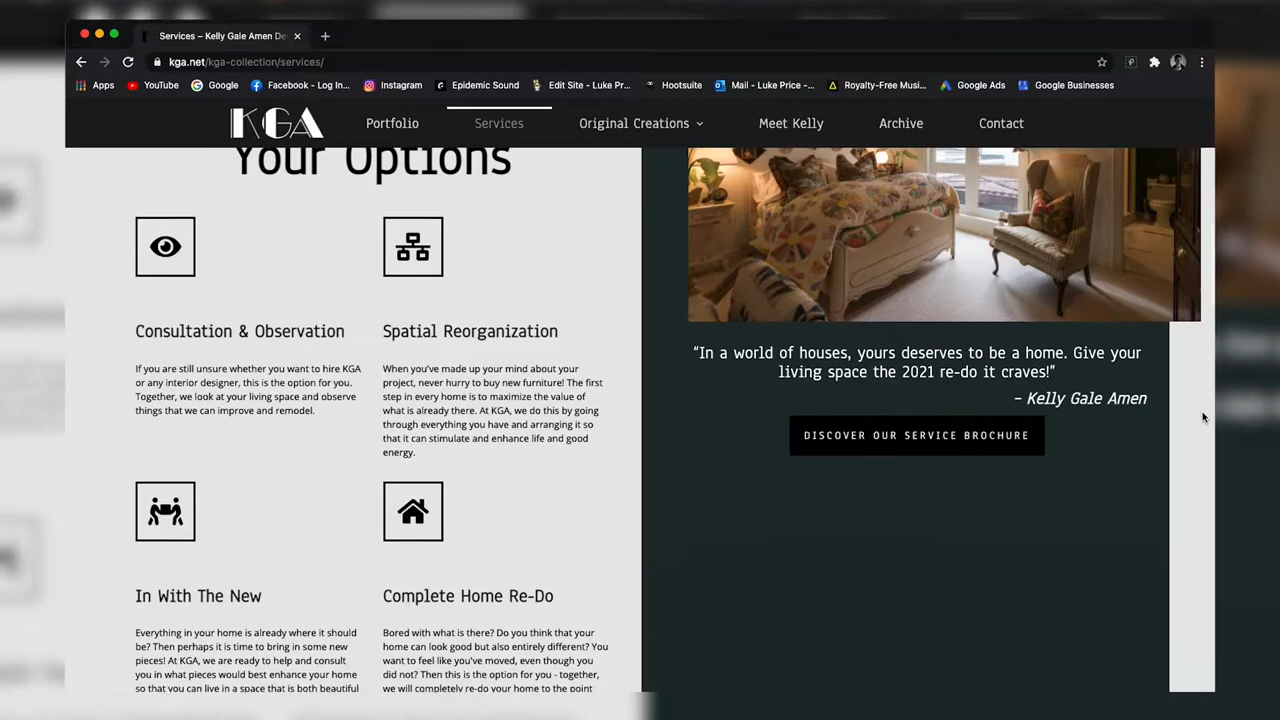 Services – Kelly Gale Amen De
kga.net/kga-collection/services/
Apps YouTube Google Facebook - Log In... Instagram Epidemic Sound Edit Site - Luke Pr... Hootsuite Mail - Luke Price -... Royalty-Free Musi... Google Ads Google Businesses
KGA Portfolio Services Original Creations Meet Kelly Archive Contact
Your Options
Consultation & Observation
If you are still unsure whether you want to hire KGA
or any interior designer, this is the option for you.
Together, we look at your living space and observe
things that we can improve and remodel.
Spatial Reorganization
When you've made up your mind about your
project, never hurry to buy new furniture! The first
step in every home is to maximize the value of
what is already there. At KGA, we do this by going
through everything you have and arranging it so
that it can stimulate and enhance life and good
energy.
In With The New
Everything in your home is already where it should
be? Then perhaps it is time to bring in some new
pieces! At KGA, we are ready to help and consult
you in what pieces would best enhance your home
so that you can live in a space that is both beautiful
Complete Home Re-Do
Bored with what is there? Do you think that your
home can look good but also entirely different? You
want to feel like you've moved, even though you
did not? Then this is the option for you - together,
we will completely re-do your home to the point
“In a world of houses, yours deserves to be a home. Give your
living space the 2021 re-do it craves!”
– Kelly Gale Amen
DISCOVER OUR SERVICE BROCHURE